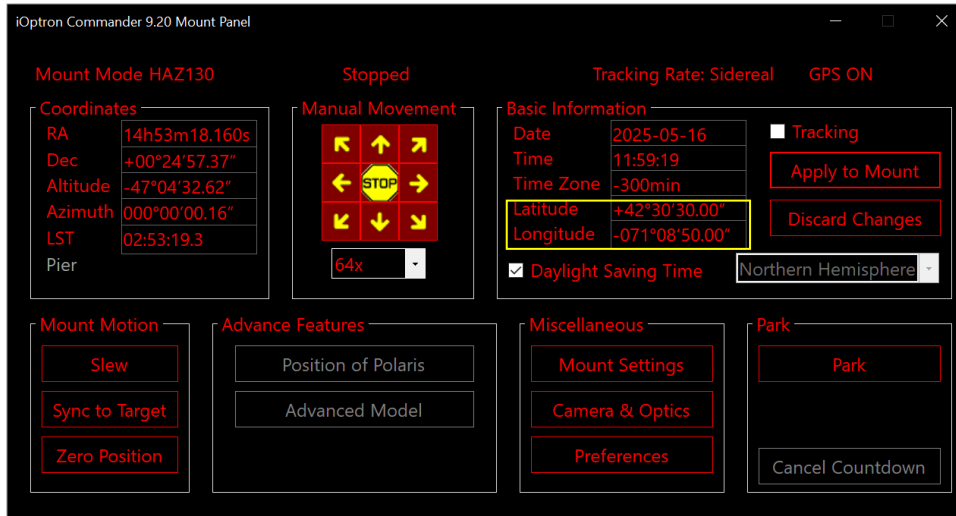 iOptron Commander 9.20 Mount Panel
Mount Mode HAZ130 Stopped Tracking Rate: Sidereal GPS ON
Coordinates
RA 14h53m18.160s
Dec +00°24'57.37"
Altitude -47°04'32.62"
Azimuth 000°00'00.16"
LST 02:53:19.3
Pier
Manual Movement
STOP
64x
Basic Information
Date 2025-05-16
Time 11:59:19
Time Zone -300min
Latitude +42°30'30.00"
Longitude -071°08'50.00"
Daylight Saving Time
Tracking
Apply to Mount
Discard Changes
Northern Hemisphere
Mount Motion
Slew
Sync to Target
Zero Position
Advance Features
Position of Polaris
Advanced Model
Miscellaneous
Mount Settings
Camera & Optics
Preferences
Park
Park
Cancel Countdown